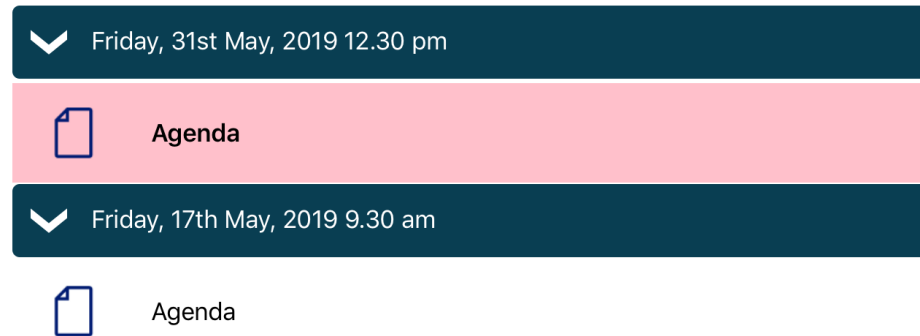 Friday, 31st May, 2019 12.30 pm
Agenda
Friday, 17th May, 2019 9.30 am
Agenda